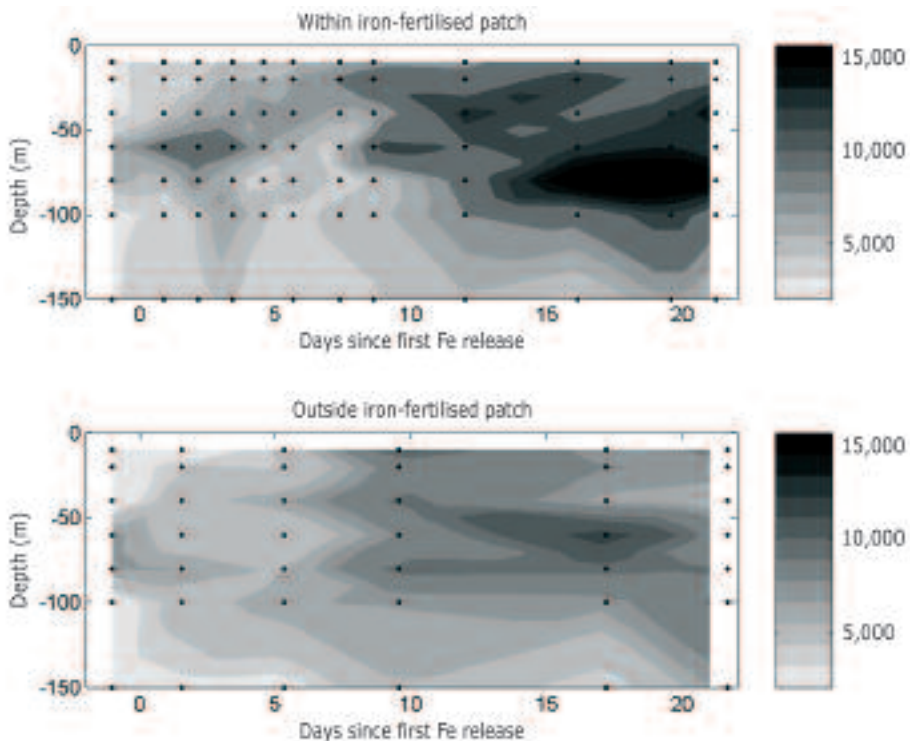 Within iron-fertilised patch
0
-50
-100
-150
Depth (m)
0 5 10 15 20
Days since first Fe release
15,000
10,000
5,000
Outside iron-fertilised patch
0
-50
-100
-150
Depth (m)
0 5 10 15 20
Days since first Fe release
15,000
10,000
5,000